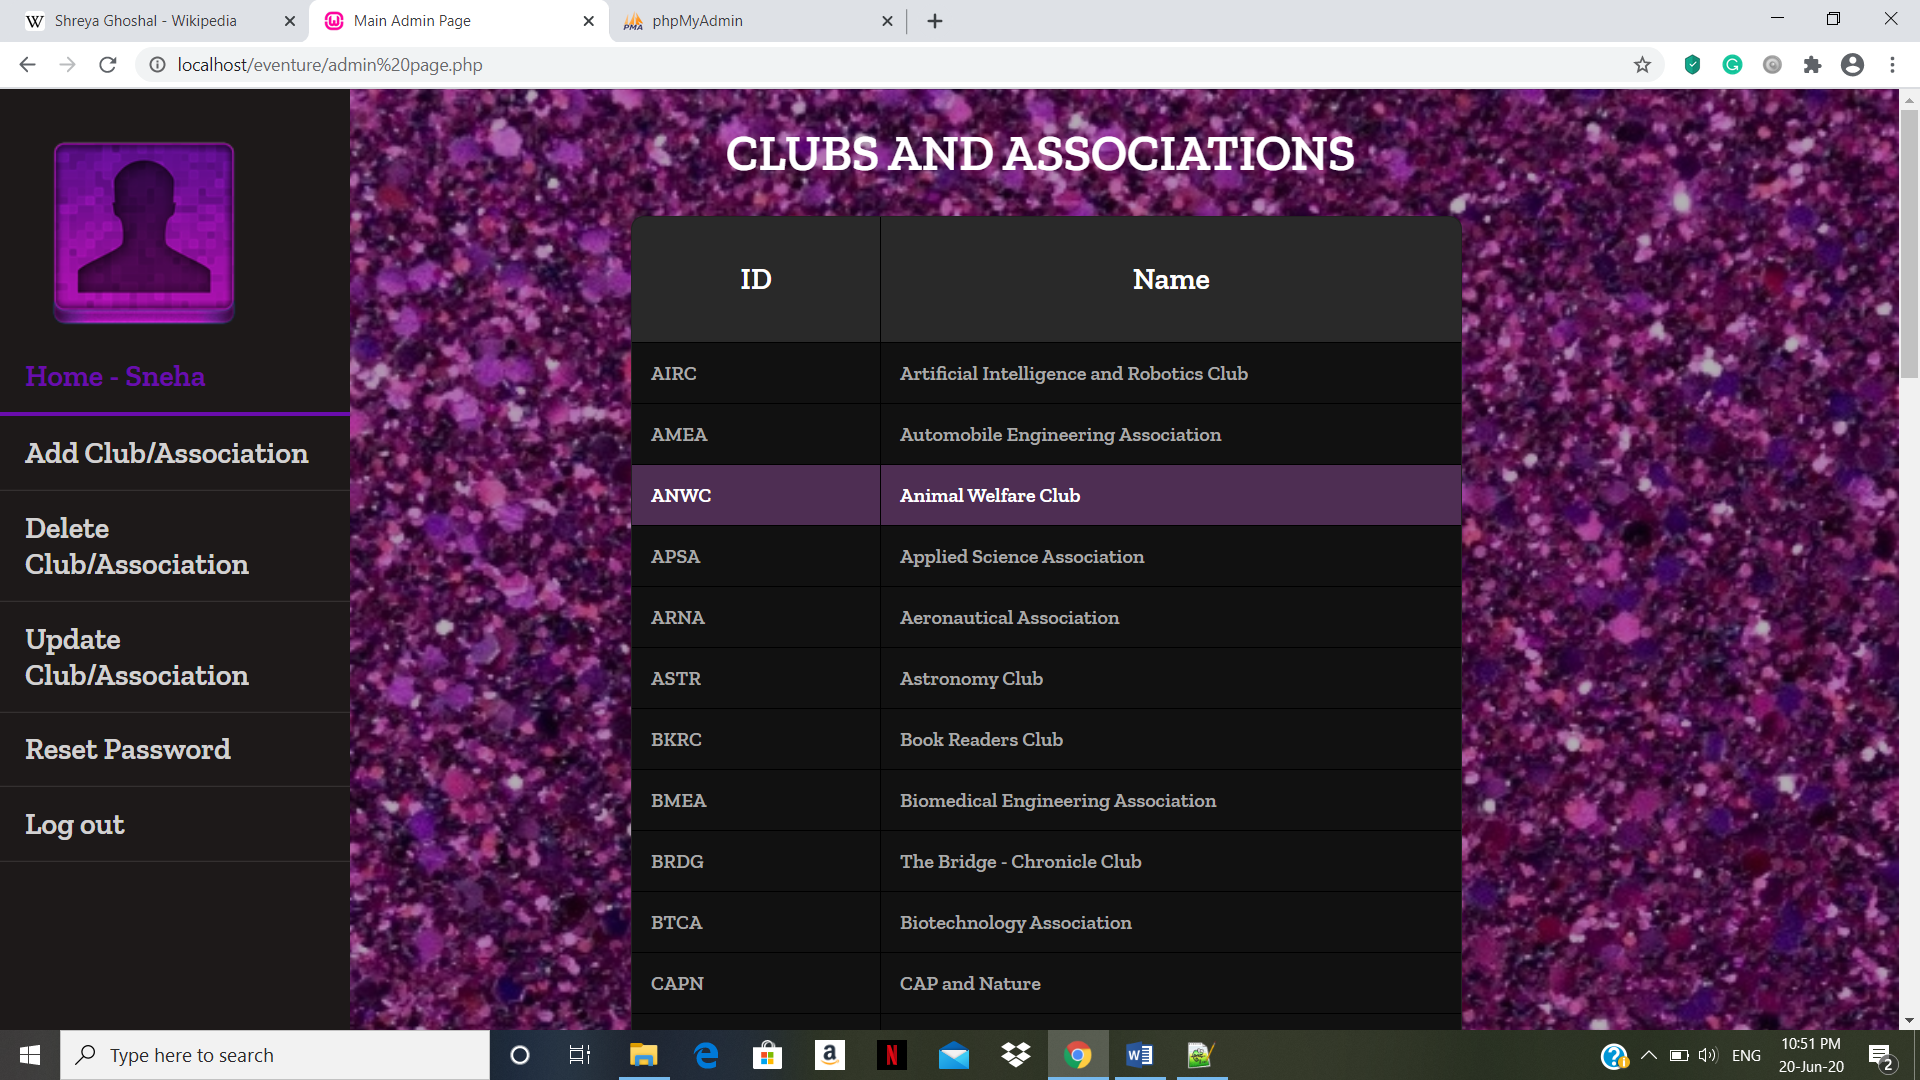 Shreya Ghoshal - Wikipedia
Main Admin Page
phpMyAdmin
localhost/eventure/admin%20page.php
Home - Sneha
Add Club/Association
Delete
Club/Association
Update
Club/Association
Reset Password
Log out
CLUBS AND ASSOCIATIONS
ID Name
AIRC Artificial Intelligence and Robotics Club
AMEA Automobile Engineering Association
ANWC Animal Welfare Club
APSA Applied Science Association
ARNA Aeronautical Association
ASTR Astronomy Club
BKRC Book Readers Club
BMEA Biomedical Engineering Association
BRDG The Bridge - Chronicle Club
BTCA Biotechnology Association
CAPN CAP and Nature
Type here to search
ENG
10:51 PM
20-Jun-20
2